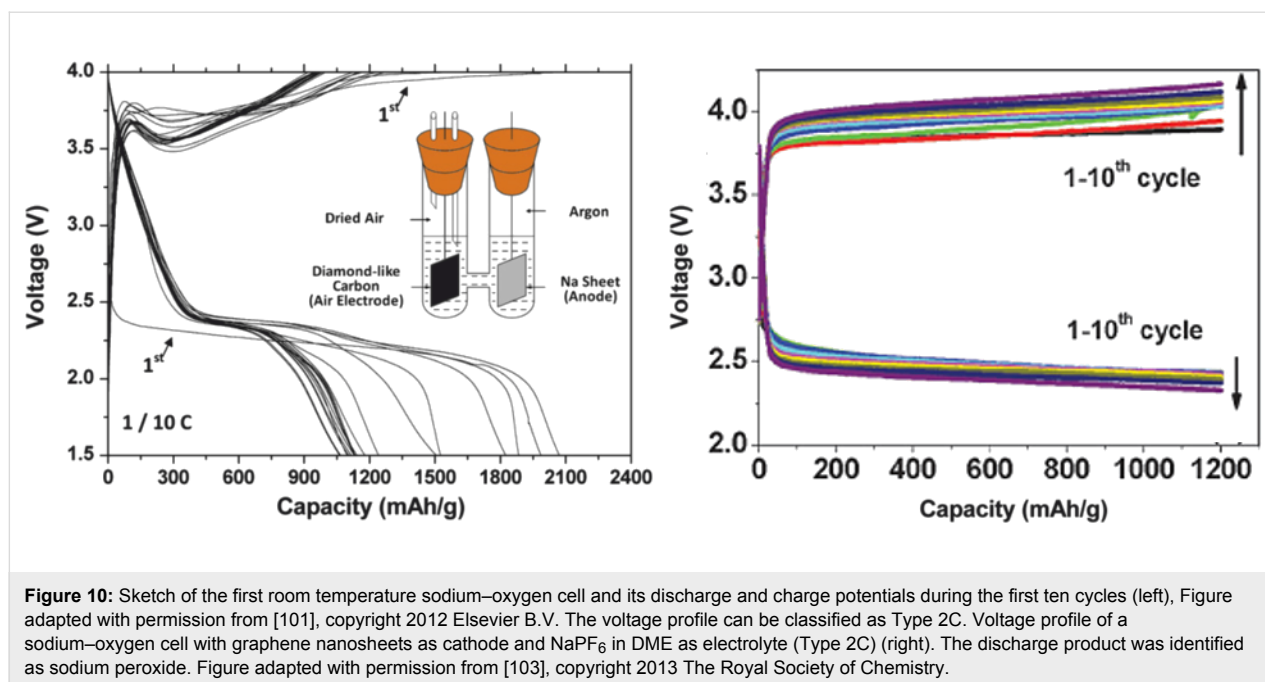 4.0
3.5
3.0
2.5
2.0
1.5
Voltage (V)
0 300 600 900 1200 1500 1800 2100 2400
Capacity (mAh/g)
1st
1st
1 / 10 C
Dried Air
Argon
Diamond-like
Carbon
(Air Electrode)
Na Sheet
(Anode)
4.0
3.5
3.0
2.5
2.0
Voltage (V)
0 200 400 600 800 1000 1200
Capacity (mAh/g)
1-10th cycle
1-10th cycle
Figure 10: Sketch of the first room temperature sodium–oxygen cell and its discharge and charge potentials during the first ten cycles (left), Figure
adapted with permission from [101], copyright 2012 Elsevier B.V. The voltage profile can be classified as Type 2C. Voltage profile of a
sodium–oxygen cell with graphene nanosheets as cathode and NaPF6 in DME as electrolyte (Type 2C) (right). The discharge product was identified
as sodium peroxide. Figure adapted with permission from [103], copyright 2013 The Royal Society of Chemistry.